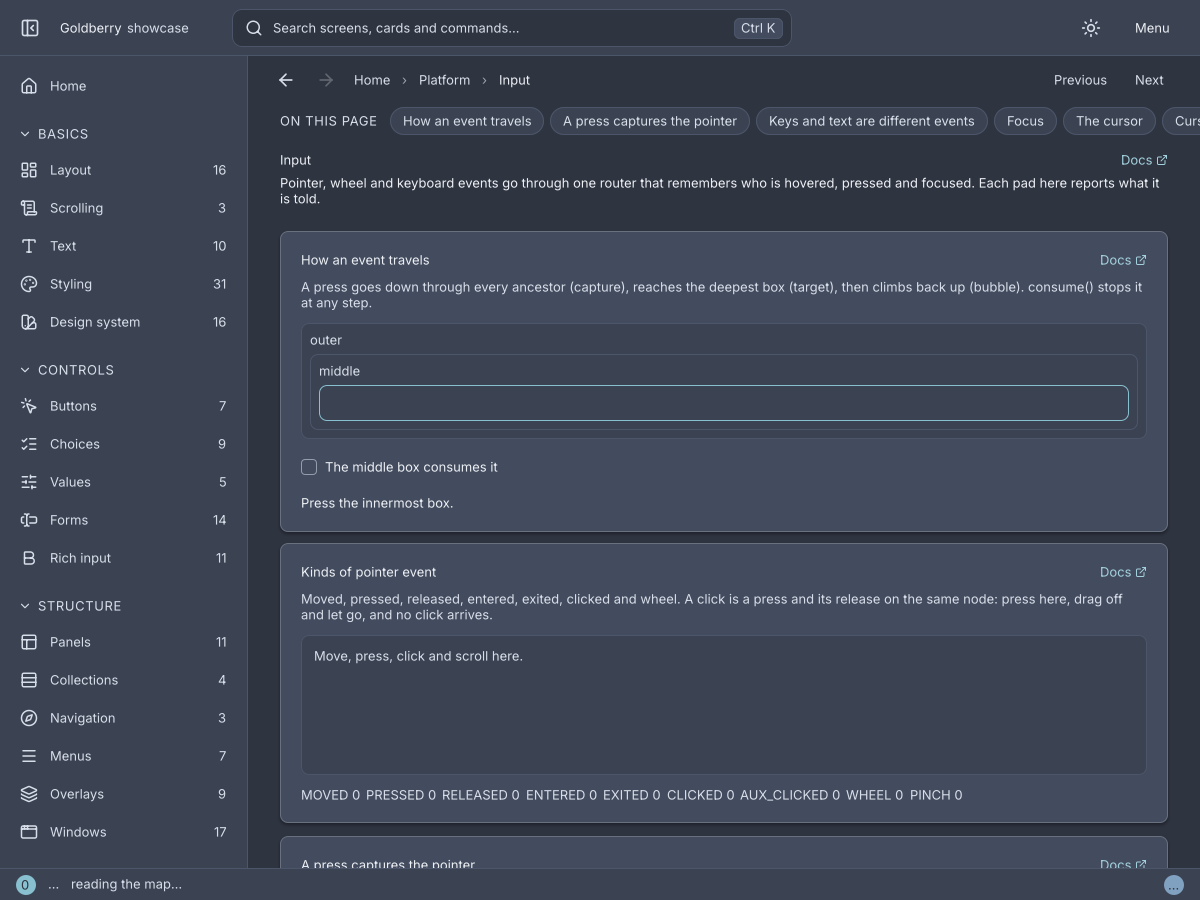 Goldberry showcase
Search screens, cards and commands...
Ctrl K
Menu
Home
BASICS
Layout 16
Scrolling 3
Text 10
Styling 31
Design system 16
CONTROLS
Buttons 7
Choices 9
Values 5
Forms 14
Rich input 11
STRUCTURE
Panels 11
Collections 4
Navigation 3
Menus 7
Overlays 9
Windows 17
Home › Platform › Input
Previous Next
ON THIS PAGE How an event travels A press captures the pointer Keys and text are different events Focus The cursor Curs
Input
Docs
Pointer, wheel and keyboard events go through one router that remembers who is hovered, pressed and focused. Each pad here reports what it
is told.
How an event travels
Docs
A press goes down through every ancestor (capture), reaches the deepest box (target), then climbs back up (bubble). consume() stops it
at any step.
outer
middle
The middle box consumes it
Press the innermost box.
Kinds of pointer event
Docs
Moved, pressed, released, entered, exited, clicked and wheel. A click is a press and its release on the same node: press here, drag off
and let go, and no click arrives.
Move, press, click and scroll here.
MOVED 0 PRESSED 0 RELEASED 0 ENTERED 0 EXITED 0 CLICKED 0 AUX_CLICKED 0 WHEEL 0 PINCH 0
A press captures the pointer
Docs
0 ... reading the map...
...